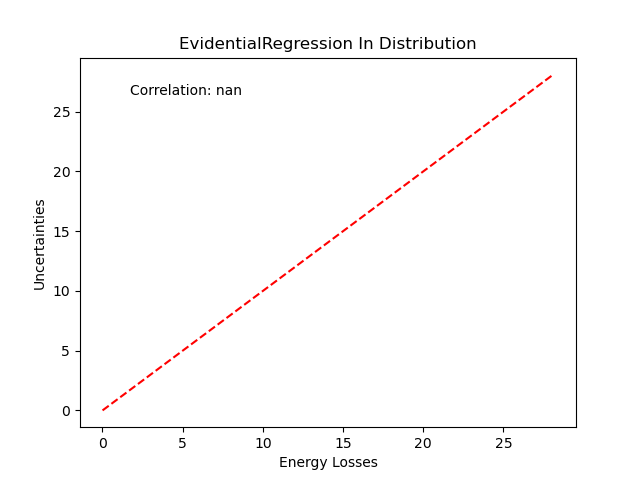 EvidentialRegression In Distribution
Correlation: nan
Uncertainties
25
20
15
10
5
0
0 5 10 15 20 25
Energy Losses